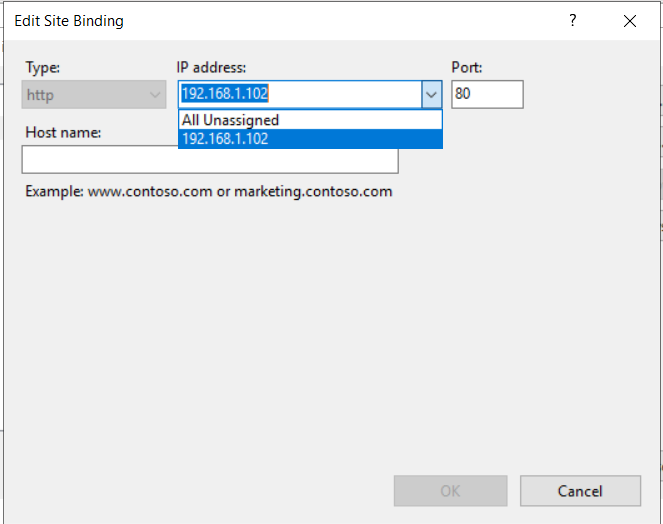 Edit Site Binding ?
Type: IP address: Port:
http 192.168.1.102 80
All Unassigned
192.168.1.102
Host name:
Example: www.contoso.com or marketing.contoso.com
OK Cancel